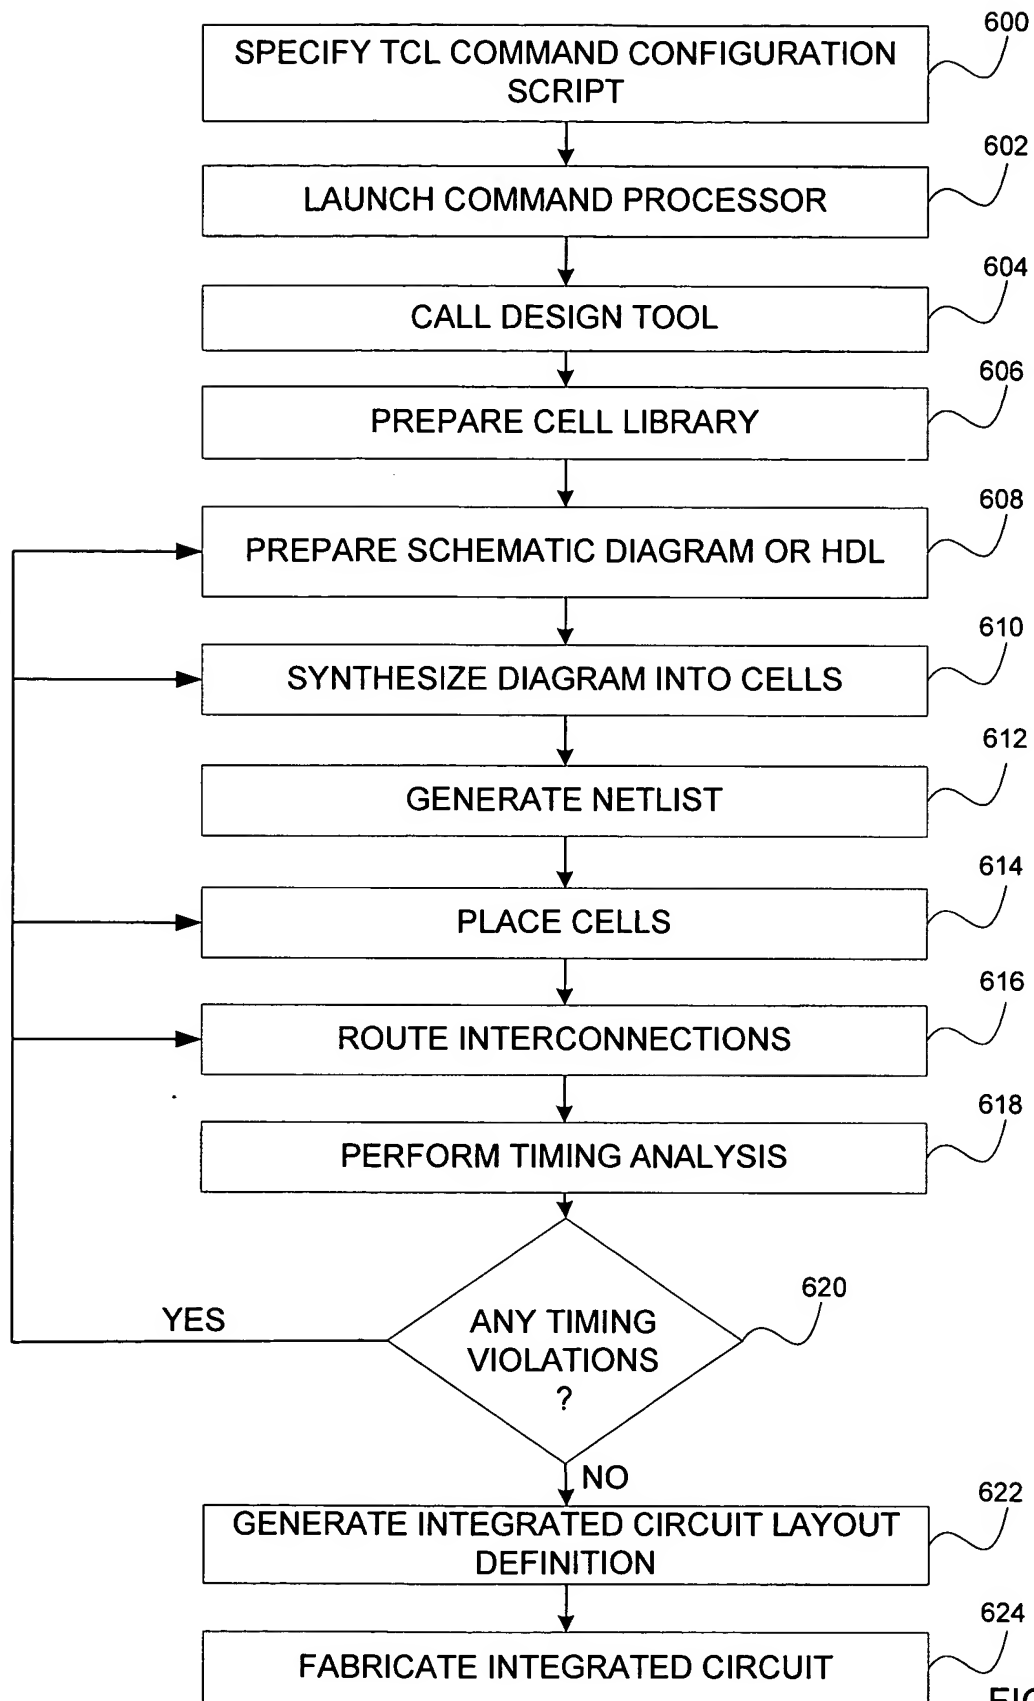 600
SPECIFY TCL COMMAND CONFIGURATION
SCRIPT
602
LAUNCH COMMAND PROCESSOR
604
CALL DESIGN TOOL
606
PREPARE CELL LIBRARY
608
PREPARE SCHEMATIC DIAGRAM OR HDL
610
SYNTHESIZE DIAGRAM INTO CELLS
612
GENERATE NETLIST
614
PLACE CELLS
616
ROUTE INTERCONNECTIONS
618
PERFORM TIMING ANALYSIS
620
YES
ANY TIMING
VIOLATIONS
?
NO
622
GENERATE INTEGRATED CIRCUIT LAYOUT
DEFINITION
624
FABRICATE INTEGRATED CIRCUIT